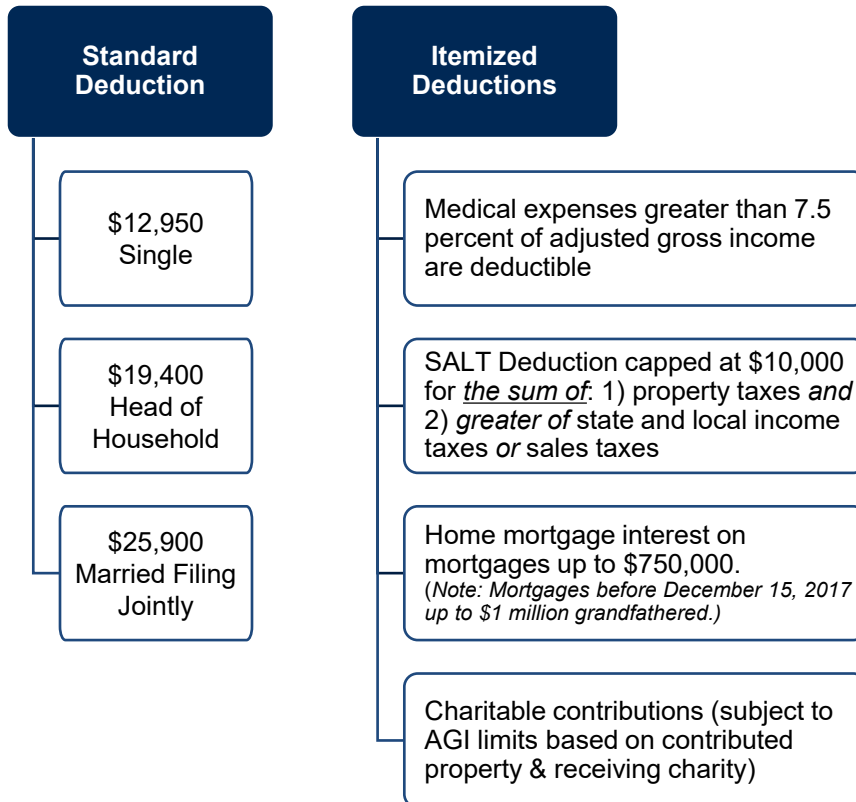 Standard
Deduction
$12,950
Single
$19,400
Head of
Household
$25,900
Married Filing
Jointly
Itemized
Deductions
Medical expenses greater than 7.5
percent of adjusted gross income
are deductible
SALT Deduction capped at $10,000
for the sum of: 1) property taxes and
2) greater of state and local income
taxes or sales taxes
Home mortgage interest on
mortgages up to $750,000.
(Note: Mortgages before December 15, 2017
up to $1 million grandfathered.)
Charitable contributions (subject to
AGI limits based on contributed
property & receiving charity)